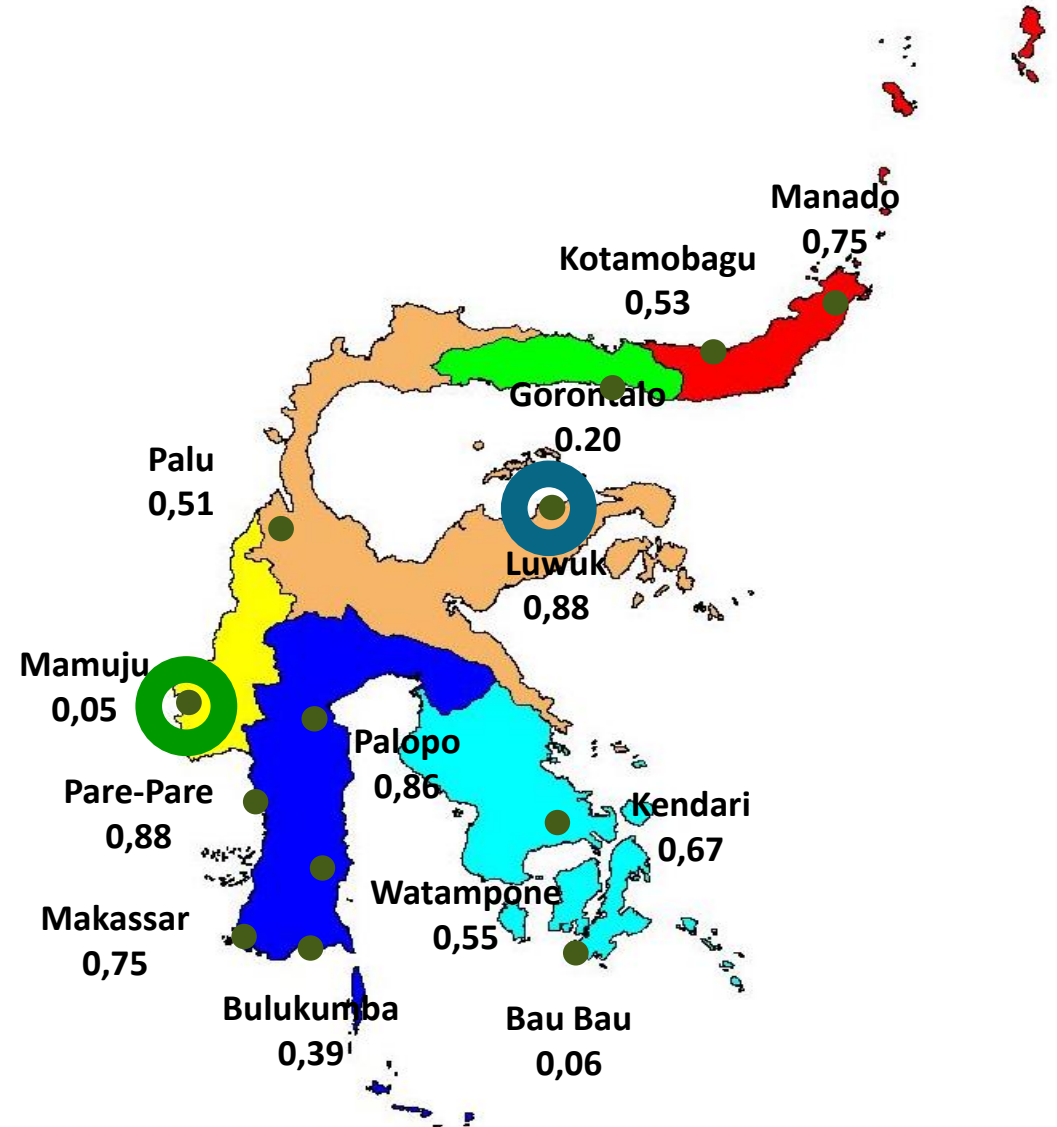 Manado
0,75
Kotamobagu
0,53
Gorontalo
0.20
Palu
0,51
Luwuk
0,88
Mamuju
0,05
Palopo
0,86
Pare-Pare
0,88
Kendari
0,67
Watampone
0,55
Makassar
0,75
Bulukumba
0,39
Bau Bau
0,06